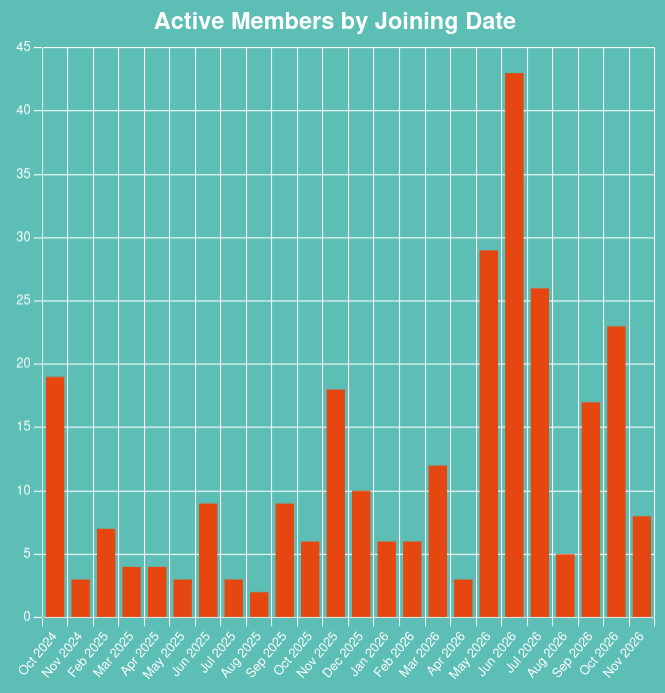 Active Members by Joining Date
45
40
35
30
25
20
15
10
5
0
Oct 2024
Nov 2024
Feb 2025
Mar 2025
Apr 2025
May 2025
Jun 2025
Jul 2025
Aug 2025
Sep 2025
Oct 2025
Nov 2025
Dec 2025
Jan 2026
Feb 2026
Mar 2026
Apr 2026
May 2026
Jun 2026
Jul 2026
Aug 2026
Sep 2026
Oct 2026
Nov 2026